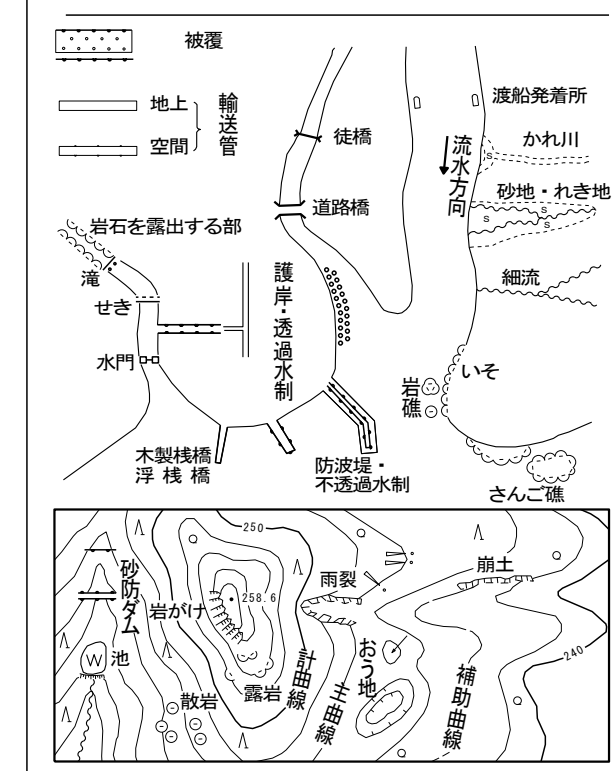 被覆
地上
空間
輸送管
渡船発着所
かれ川
徒橋
流水方向
S
砂地・れき地
S
S
道路橋
岩石を露出する部
滝
せき
護岸・透過水制
細流
水門
いそ
岩礁
木製桟橋
浮桟橋
防波堤・
不透過水制
さんご礁
250
砂防ダム
岩がけ
258.6
雨裂
崩土
池
W
おう地
計曲線
主曲線
補助曲線
240
露岩
散岩